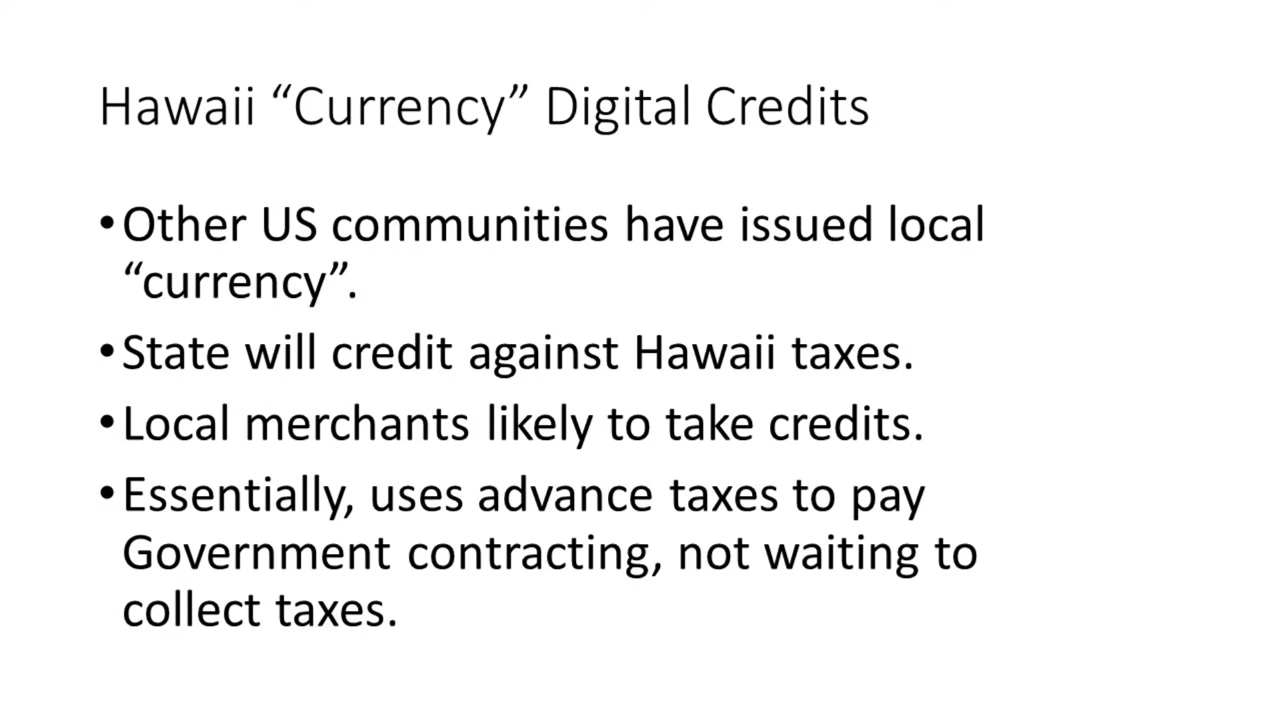 Hawaii “Currency” Digital Credits
•Other US communities have issued local
“currency”.
•State will credit against Hawaii taxes.
•Local merchants likely to take credits.
•Essentially, uses advance taxes to pay
Government contracting, not waiting to
collect taxes.